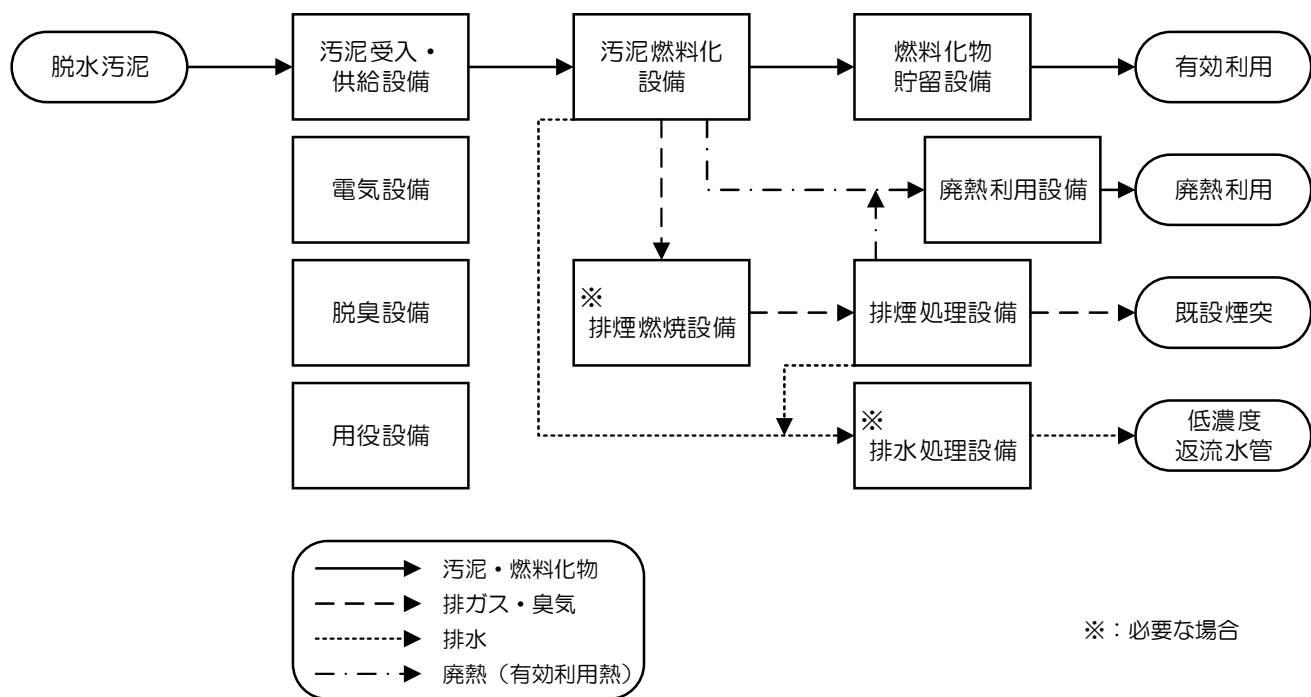 脱水汚泥
汚泥受入・
供給設備
汚泥燃料化
設備
燃料化物
貯留設備
有効利用
電気設備
廃熱利用設備
廃熱利用
脱臭設備
※
排煙燃焼設備
排煙処理設備
既設煙突
用役設備
※
排水処理設備
低濃度
返流水管
汚泥・燃料化物
排ガス・臭気
排水
廃熱（有効利用熱）
※：必要な場合